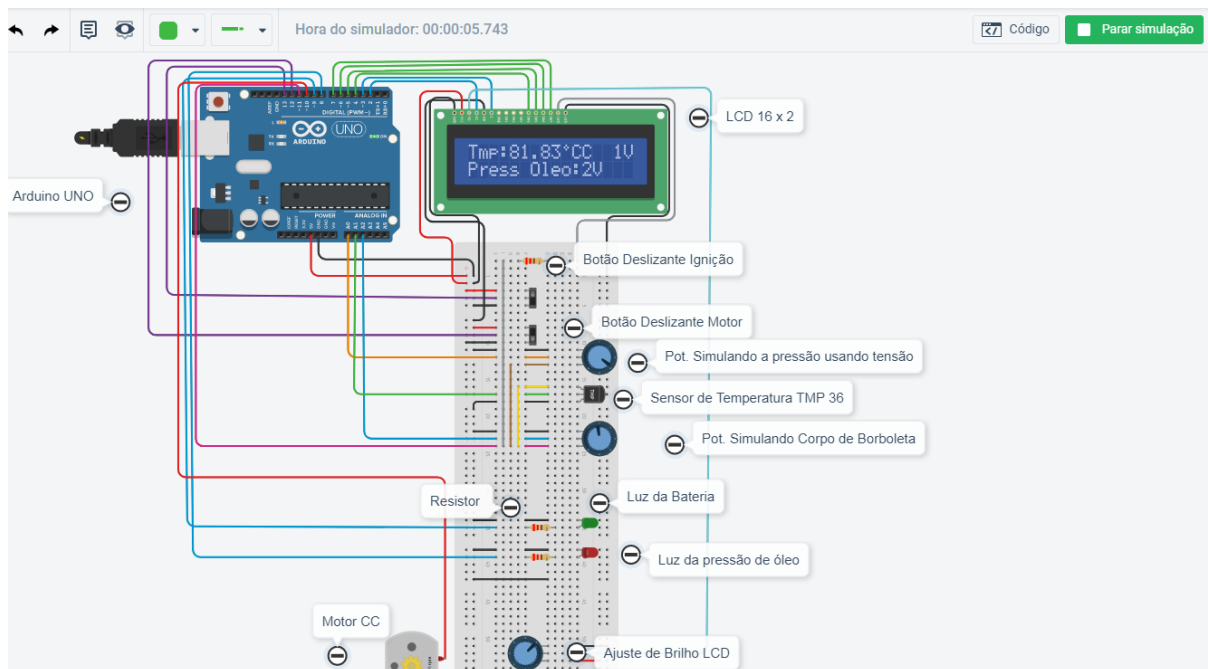 Hora do simulador: 00:00:05.743
Código
Parar simulação
LCD 16 x 2
DIGITAL (PWM~)
UNO
ARDUINO
Tmp:81.83°CC 1V
Press Oleo:2V
Arduino UNO
POWER
ANALOG IN
Botão Deslizante Ignição
Botão Deslizante Motor
Pot. Simulando a pressão usando tensão
Sensor de Temperatura TMP 36
Pot. Simulando Corpo de Borboleta
Luz da Bateria
Resistor
Luz da pressão de óleo
Motor CC
Ajuste de Brilho LCD